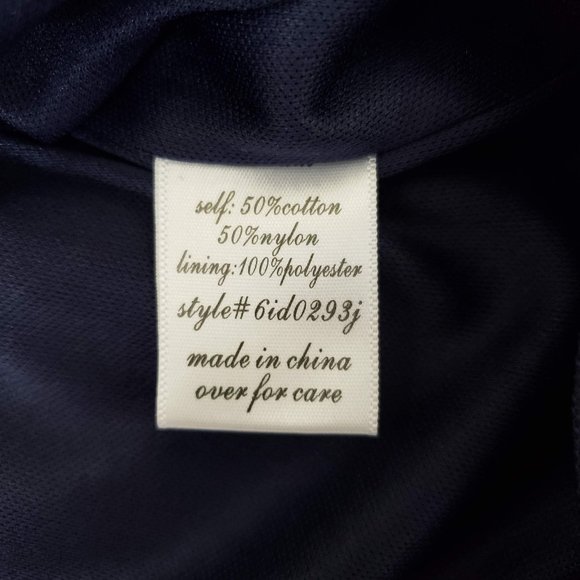 self: 50%cotton
50%nylon
lining:100%polyester
style# 6id0293j
made in china
over for care